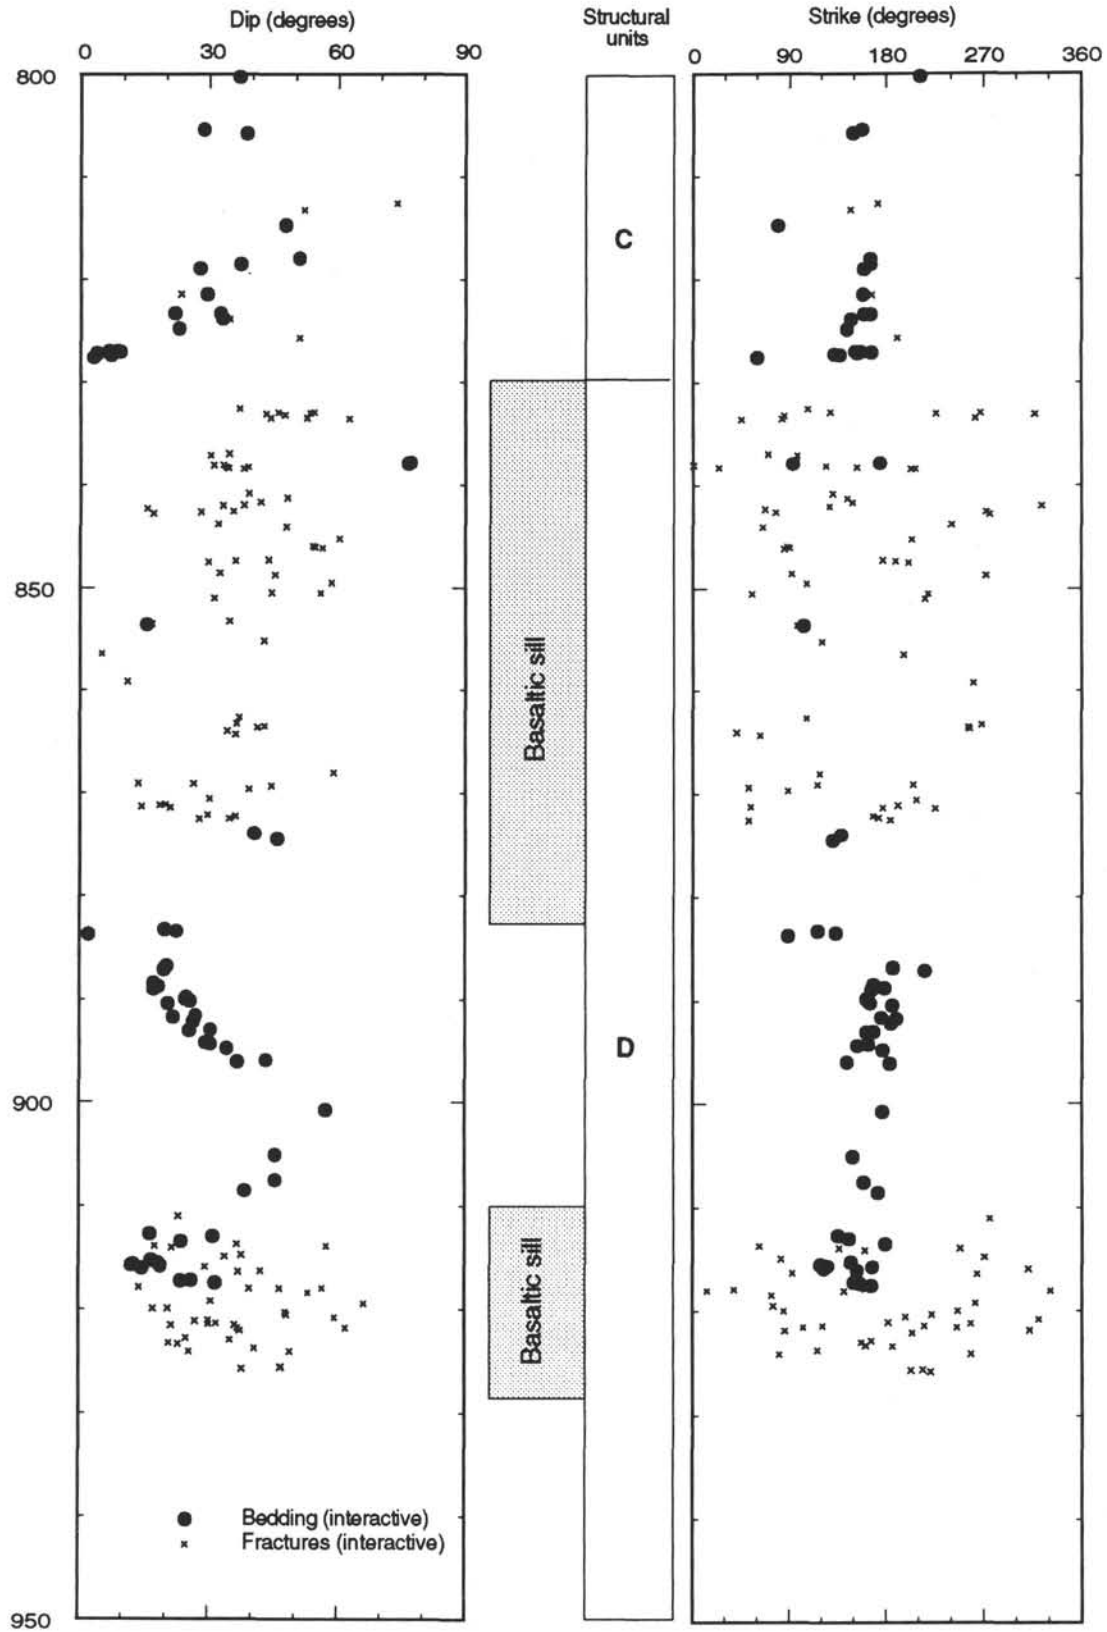 Dip (degrees)
Structural
units
Strike (degrees)
0 30 60 90
0 90 180 270 360
800
C
850
Basaltic sill
900
D
Basaltic sill
Bedding (interactive)
Fractures (interactive)
950